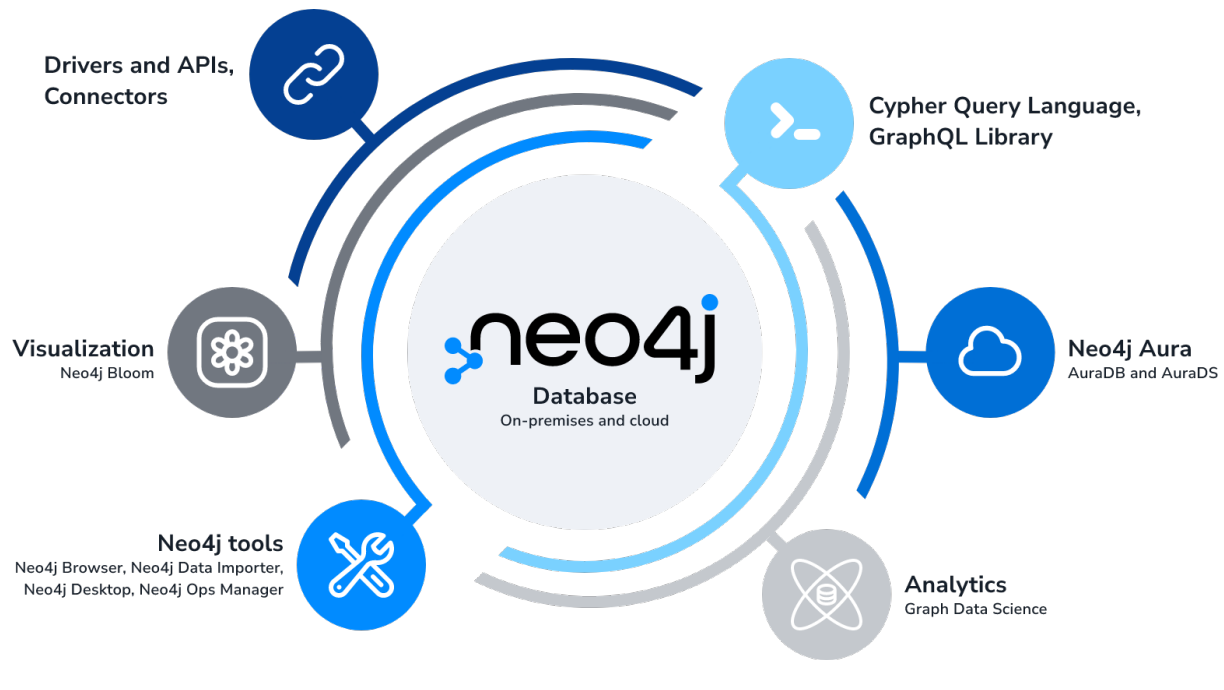 Drivers and APIs,
Connectors
Cypher Query Language,
GraphQL Library
Visualization
Neo4j Bloom
neo4j
Database
On-premises and cloud
Neo4j Aura
AuraDB and AuraDS
Neo4j tools
Neo4j Browser, Neo4j Data Importer,
Neo4j Desktop, Neo4j Ops Manager
Analytics
Graph Data Science